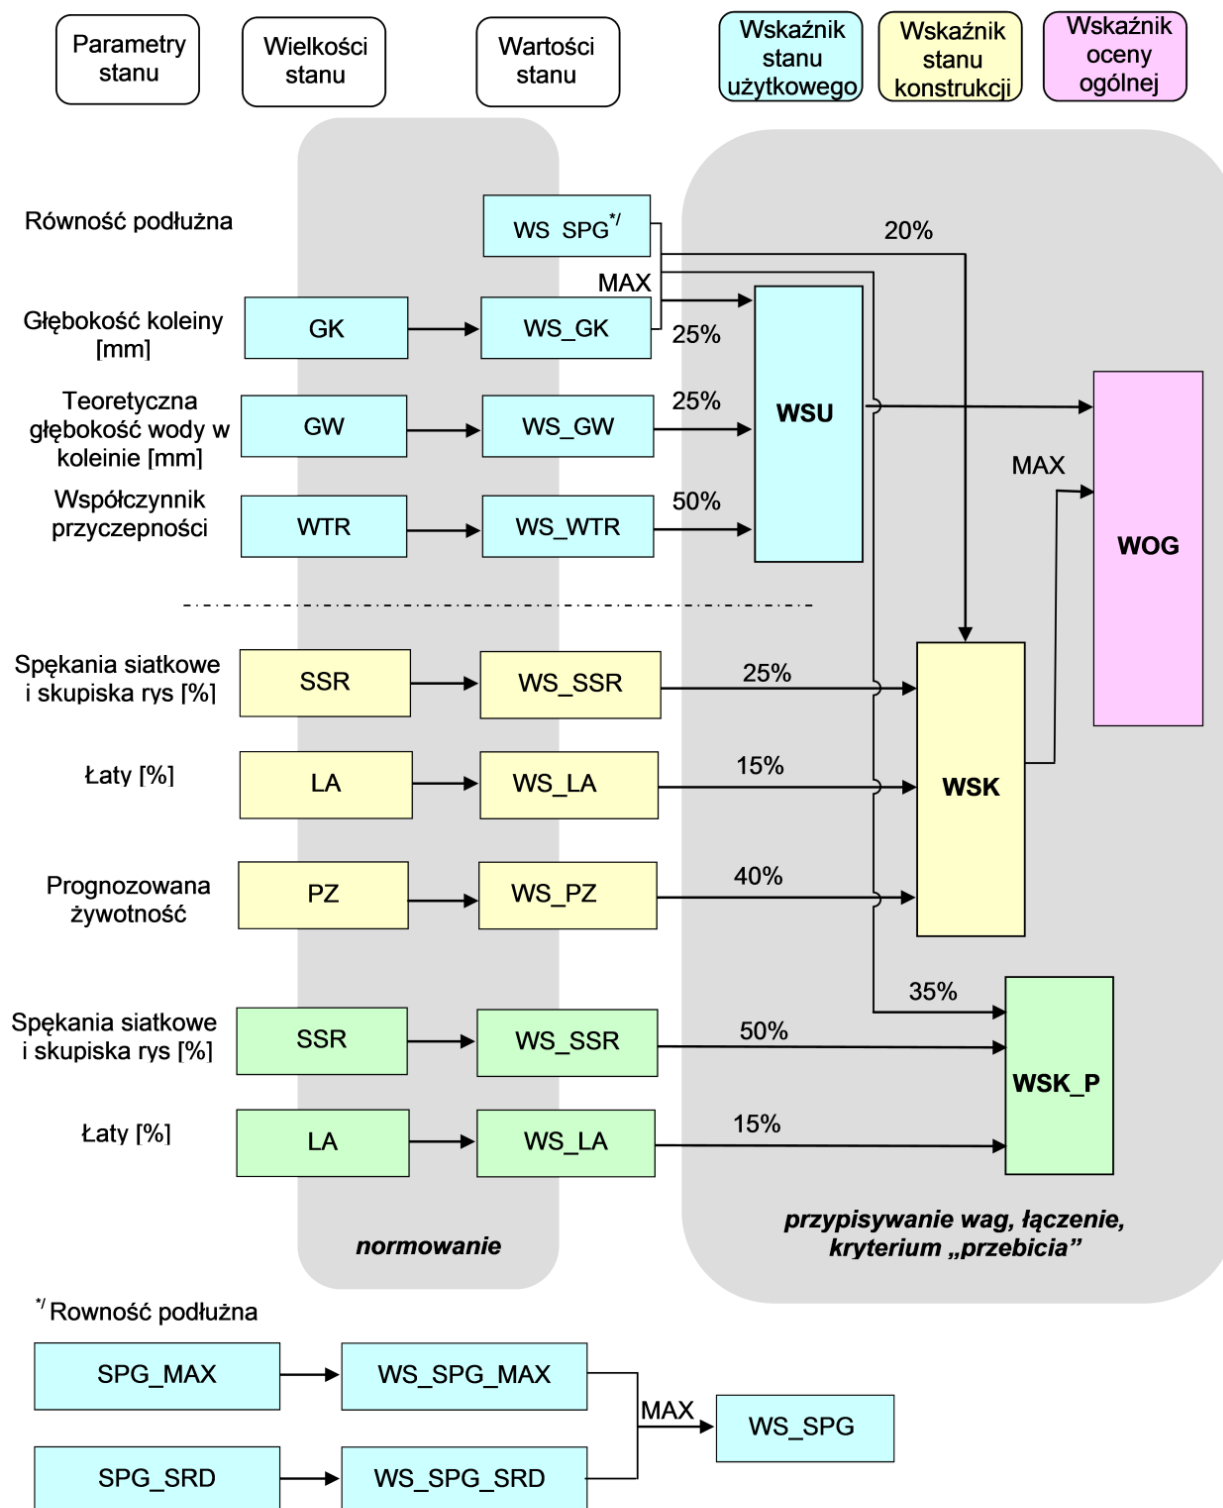 Parametry
stanu
Wielkości
stanu
Wartości
stanu
Wskaźnik
stanu
użytkowego
Wskaźnik
stanu
konstrukcji
Wskaźnik
oceny
ogólnej
Równość podłużna
WS_SPG*/
20%
MAX
Głębokość koleiny
[mm]
GK
WS_GK
25%
Teoretyczna
głębokość wody w
koleinie [mm]
GW
WS_GW
25%
WSU
MAX
Współczynnik
przyczepności
WTR
WS_WTR
50%
WOG
Spękania siatkowe
i skupiska rys [%]
SSR
WS_SSR
25%
Łaty [%]
LA
WS_LA
15%
WSK
Prognozowana
żywotność
PZ
WS_PZ
40%
35%
Spękania siatkowe
i skupiska rys [%]
SSR
WS_SSR
50%
WSK_P
Łaty [%]
LA
WS_LA
15%
normowanie
przypisywanie wag, łączenie,
kryterium „przebicia”
*/ Rowność podłużna
SPG_MAX
WS_SPG_MAX
MAX
WS_SPG
SPG_SRD
WS_SPG_SRD